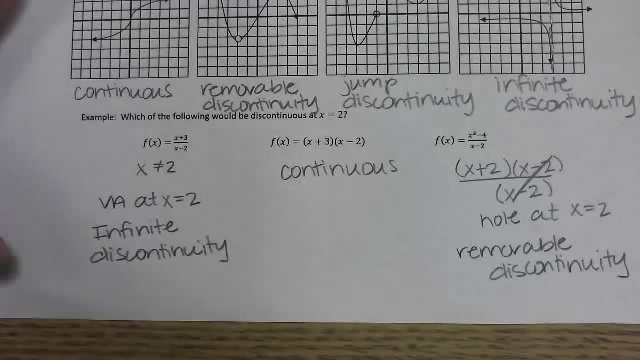 continuous removable discontinuity jump discontinuity infinite discontinuity
Example: Which of the following would be discontinuous at x = 2?
f(x) = (x+3)/(x−2) f(x) = (x + 3)(x − 2) f(x) = (x²−4)/(x−2)
x ≠ 2 continuous (x+2)(x-2)
(x-2)
VA at x=2 hole at x=2
Infinite removable
discontinuity discontinuity